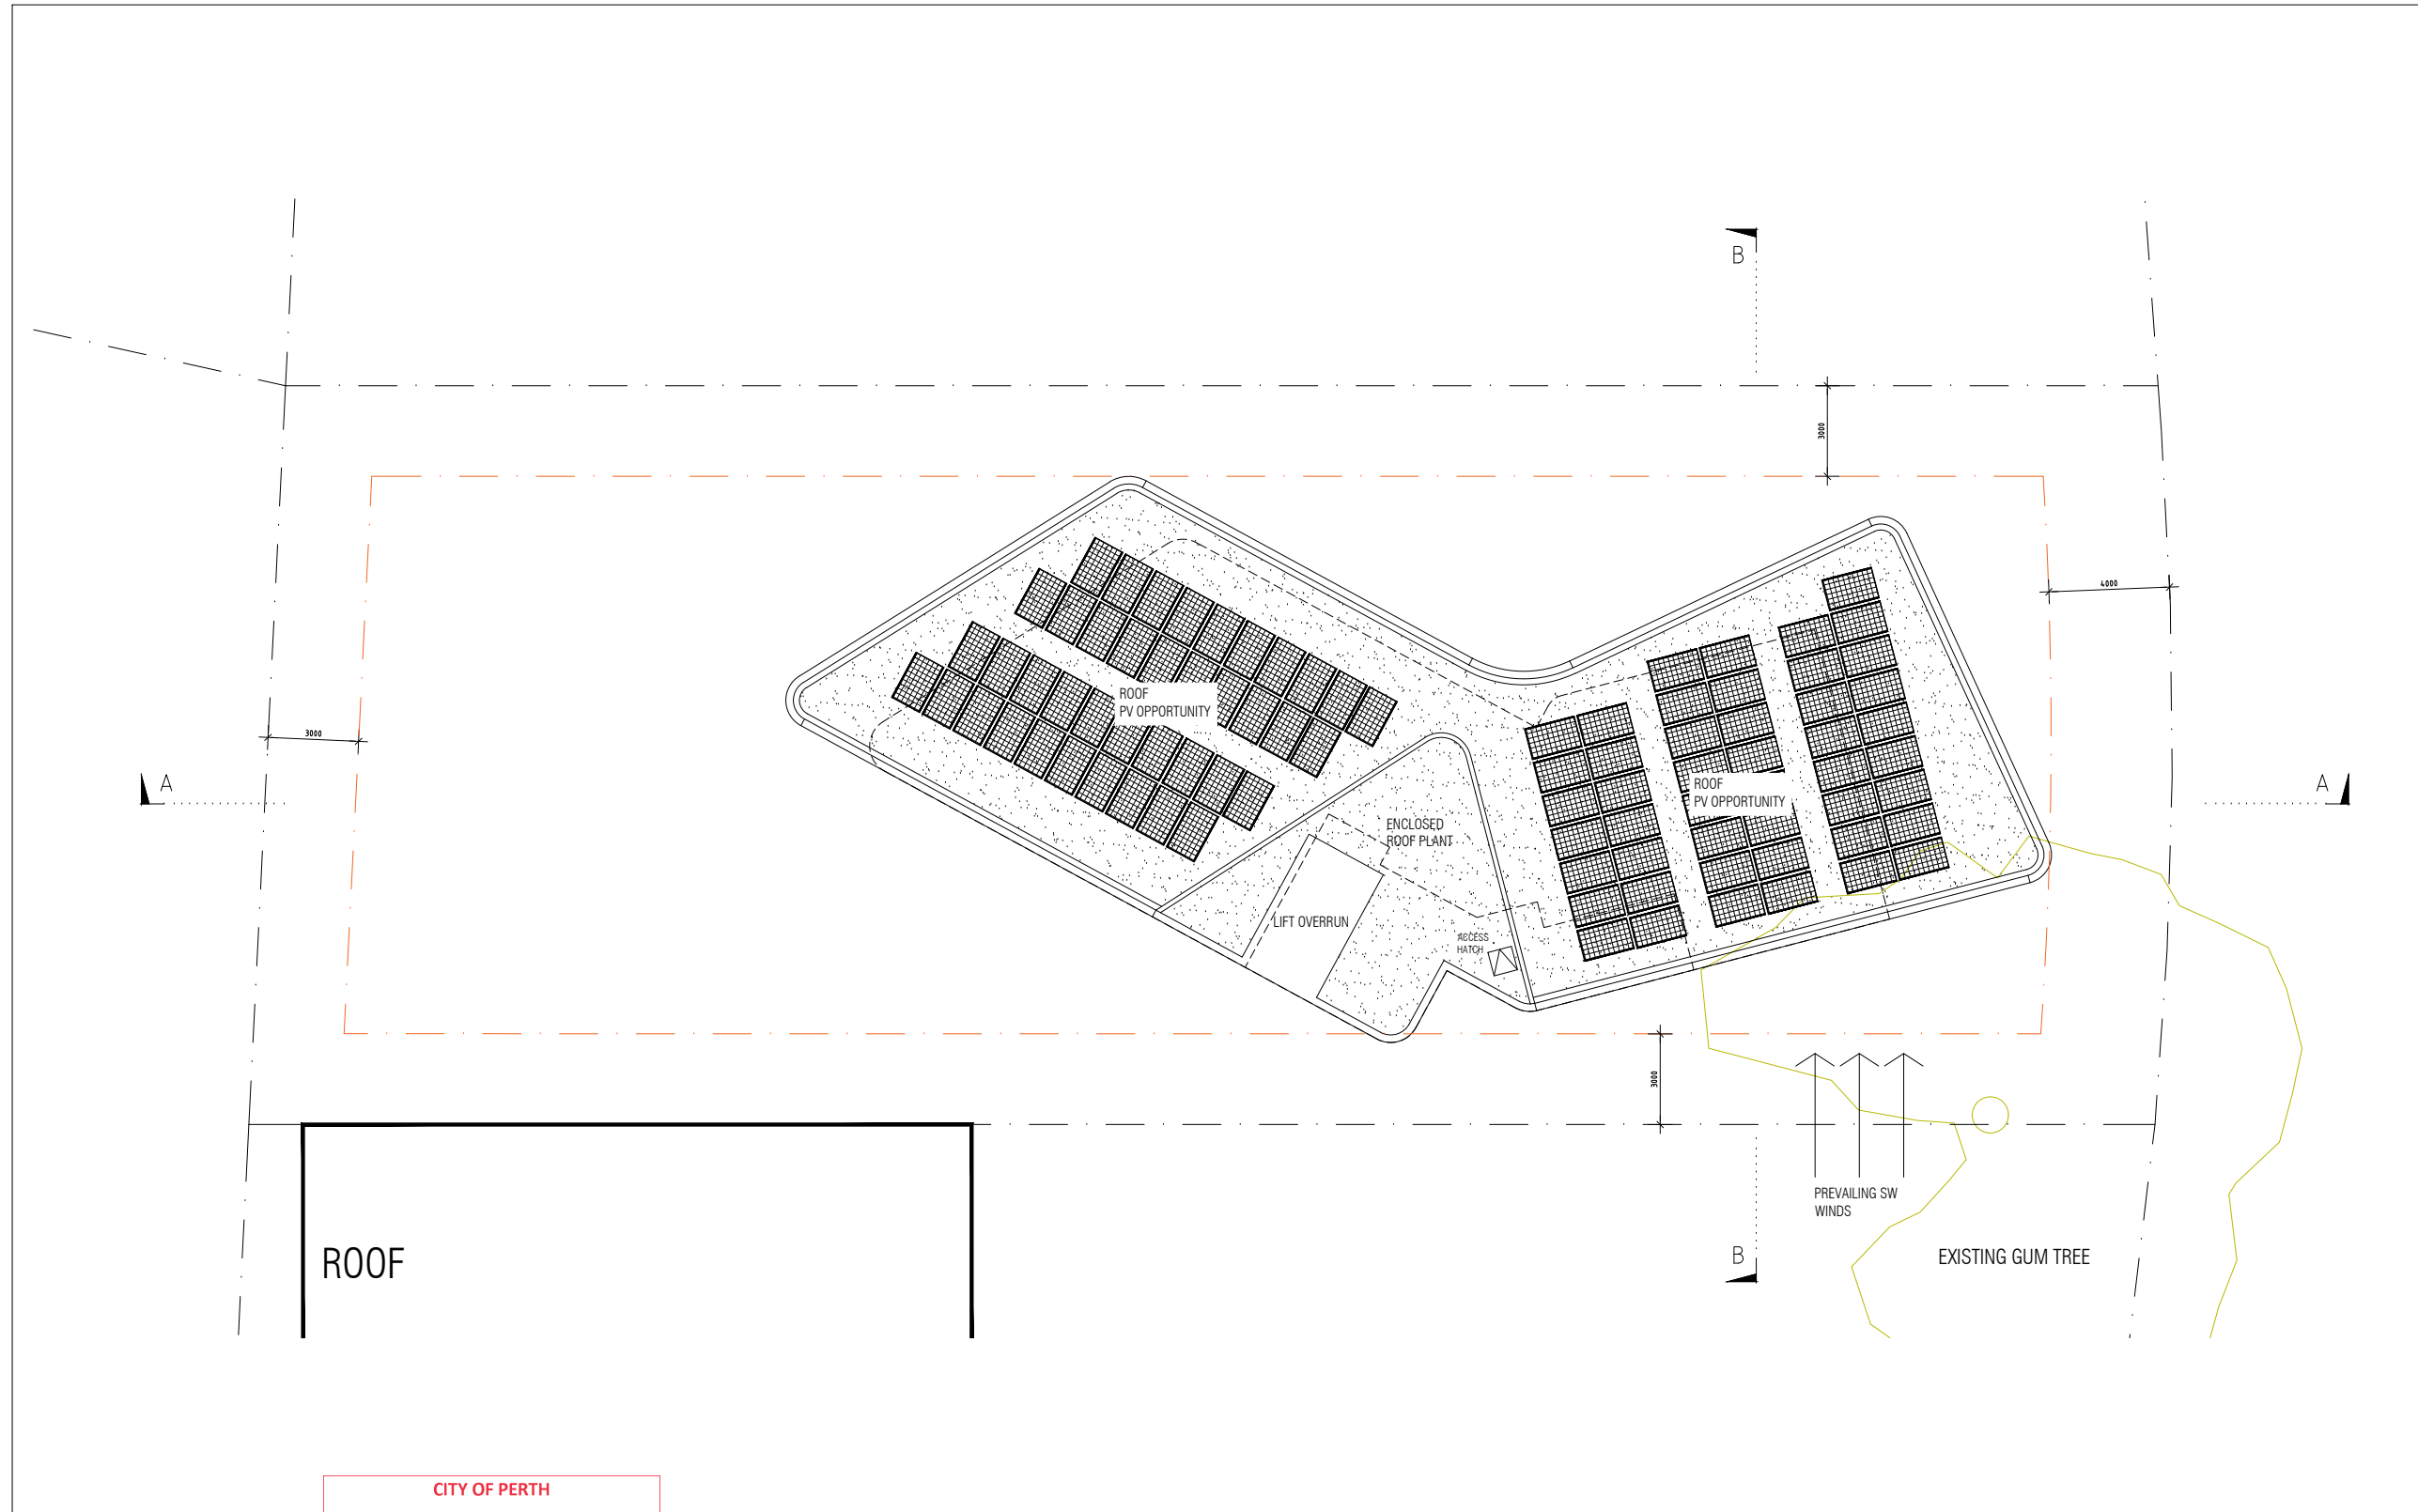 B
3000
4000
3000
A
ROOF
PV OPPORTUNITY
ROOF
PV OPPORTUNITY
A
ENCLOSED
ROOF PLANT
LIFT OVERRUN
ACCESS
HATCH
3000
PREVAILING SW
WINDS
B
EXISTING GUM TREE
ROOF
CITY OF PERTH